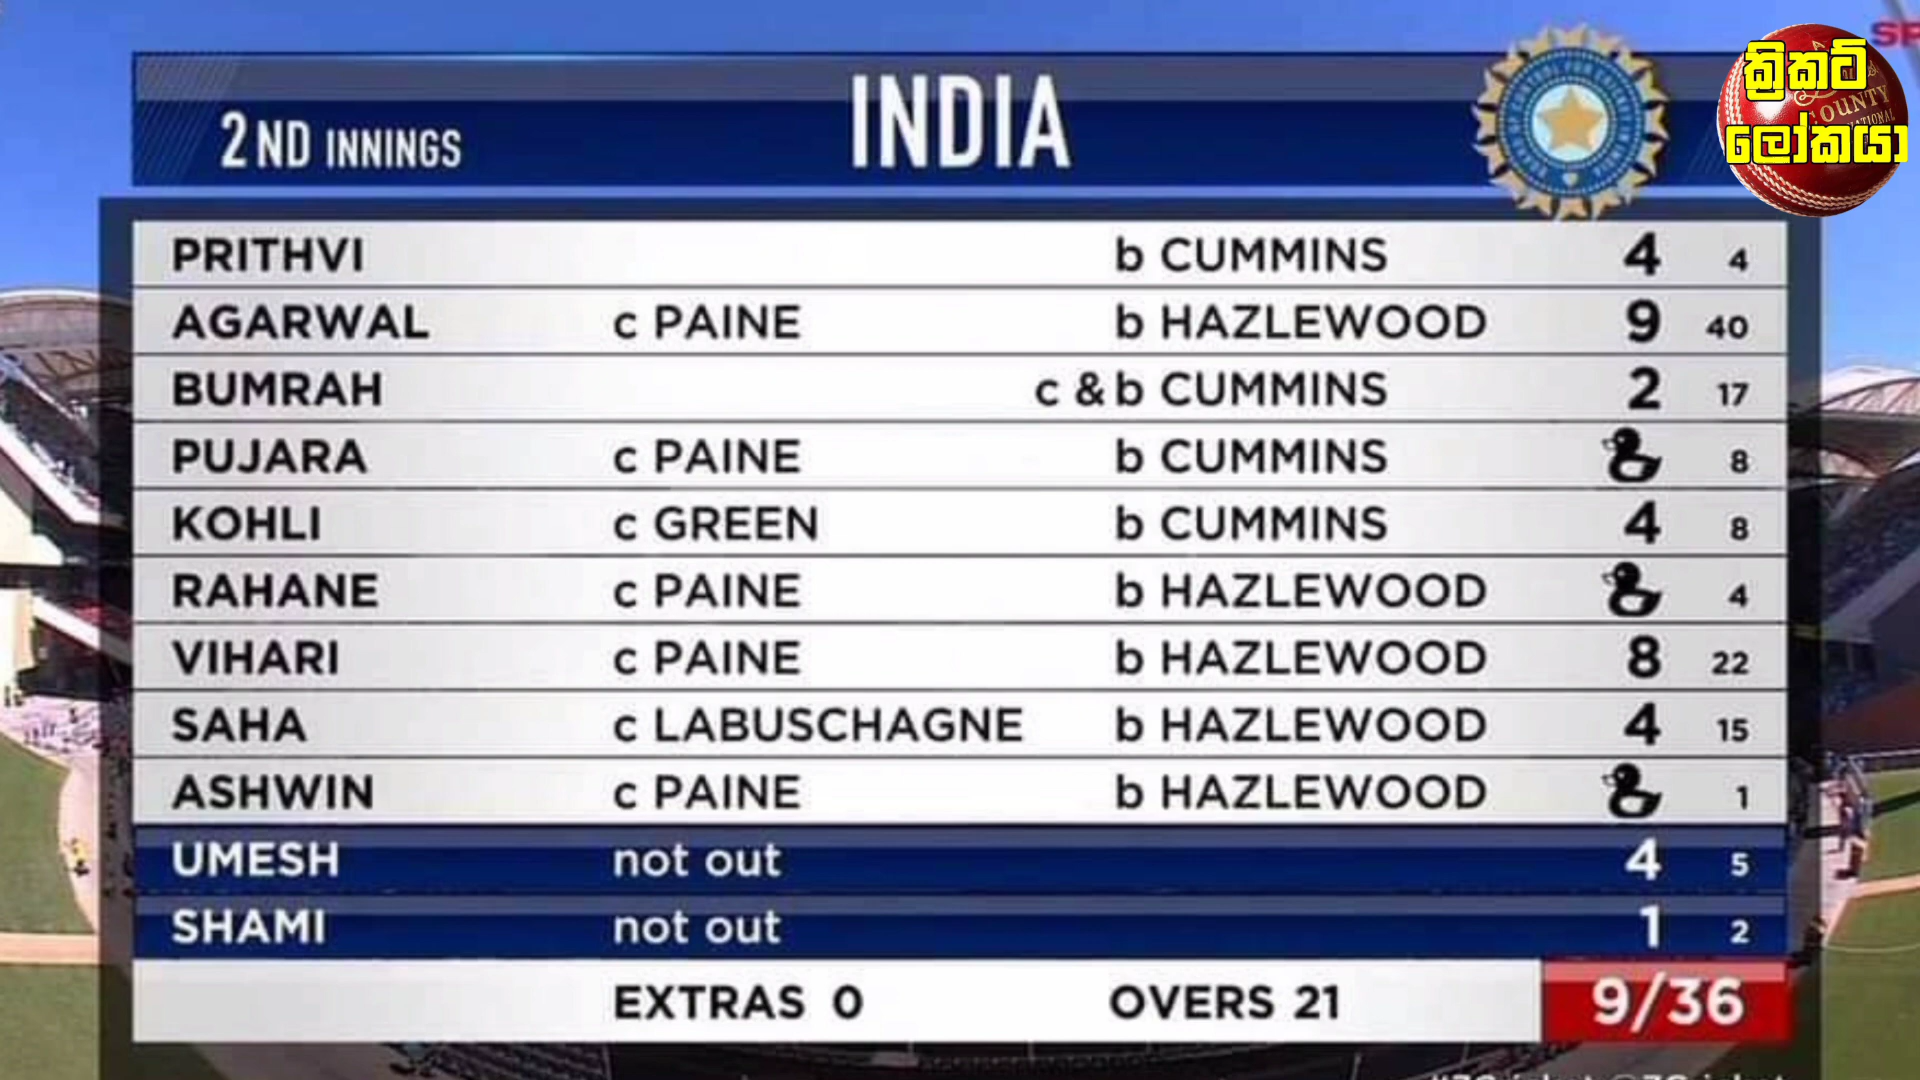 SP
ක්‍රිකට්
ලෝකයා
COUNTY
INDIA
2ND INNINGS
PRITHVI b CUMMINS 4 4
AGARWAL c PAINE b HAZLEWOOD 9 40
BUMRAH c & b CUMMINS 2 17
PUJARA c PAINE b CUMMINS 8
KOHLI c GREEN b CUMMINS 4 8
RAHANE c PAINE b HAZLEWOOD 4
VIHARI c PAINE b HAZLEWOOD 8 22
SAHA c LABUSCHAGNE b HAZLEWOOD 4 15
ASHWIN c PAINE b HAZLEWOOD 1
UMESH not out 4 5
SHAMI not out 1 2
EXTRAS 0 OVERS 21 9/36